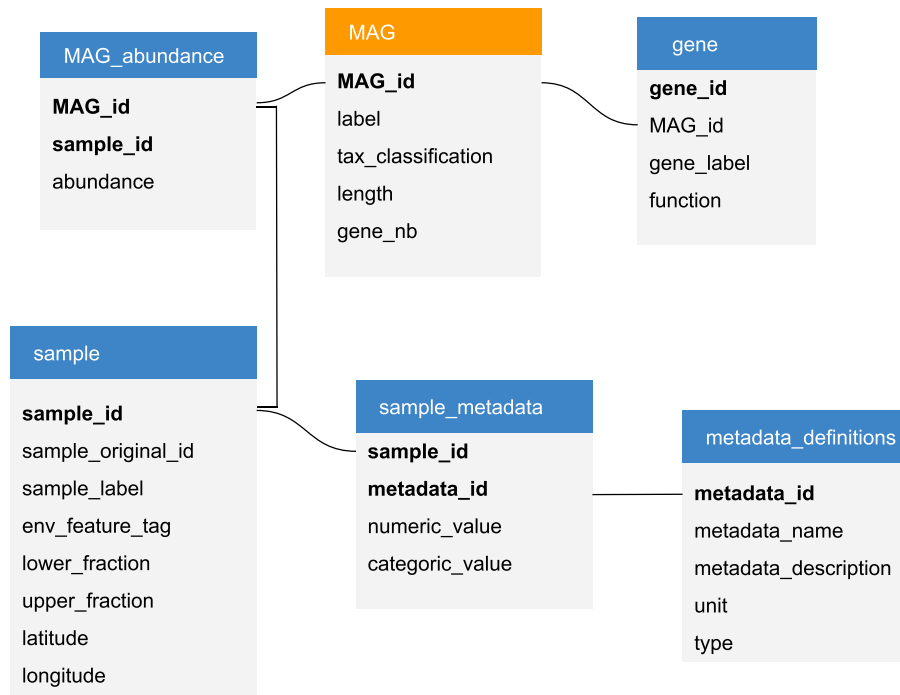 MAG_abundance
MAG_id
sample_id
abundance
MAG
MAG_id
label
tax_classification
length
gene_nb
gene
gene_id
MAG_id
gene_label
function
sample
sample_id
sample_original_id
sample_label
env_feature_tag
lower_fraction
upper_fraction
latitude
longitude
sample_metadata
sample_id
metadata_id
numeric_value
categoric_value
metadata_definitions
metadata_id
metadata_name
metadata_description
unit
type